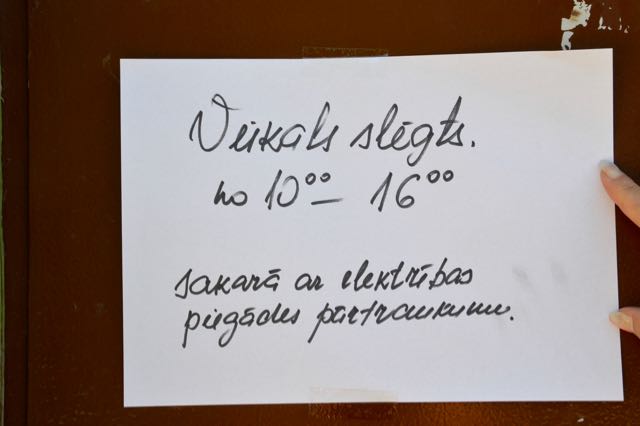 Veikals slēgts.
no 10⁰⁰ – 16⁰⁰
sakarā ar elektrības
piegādes pārtraukumu.